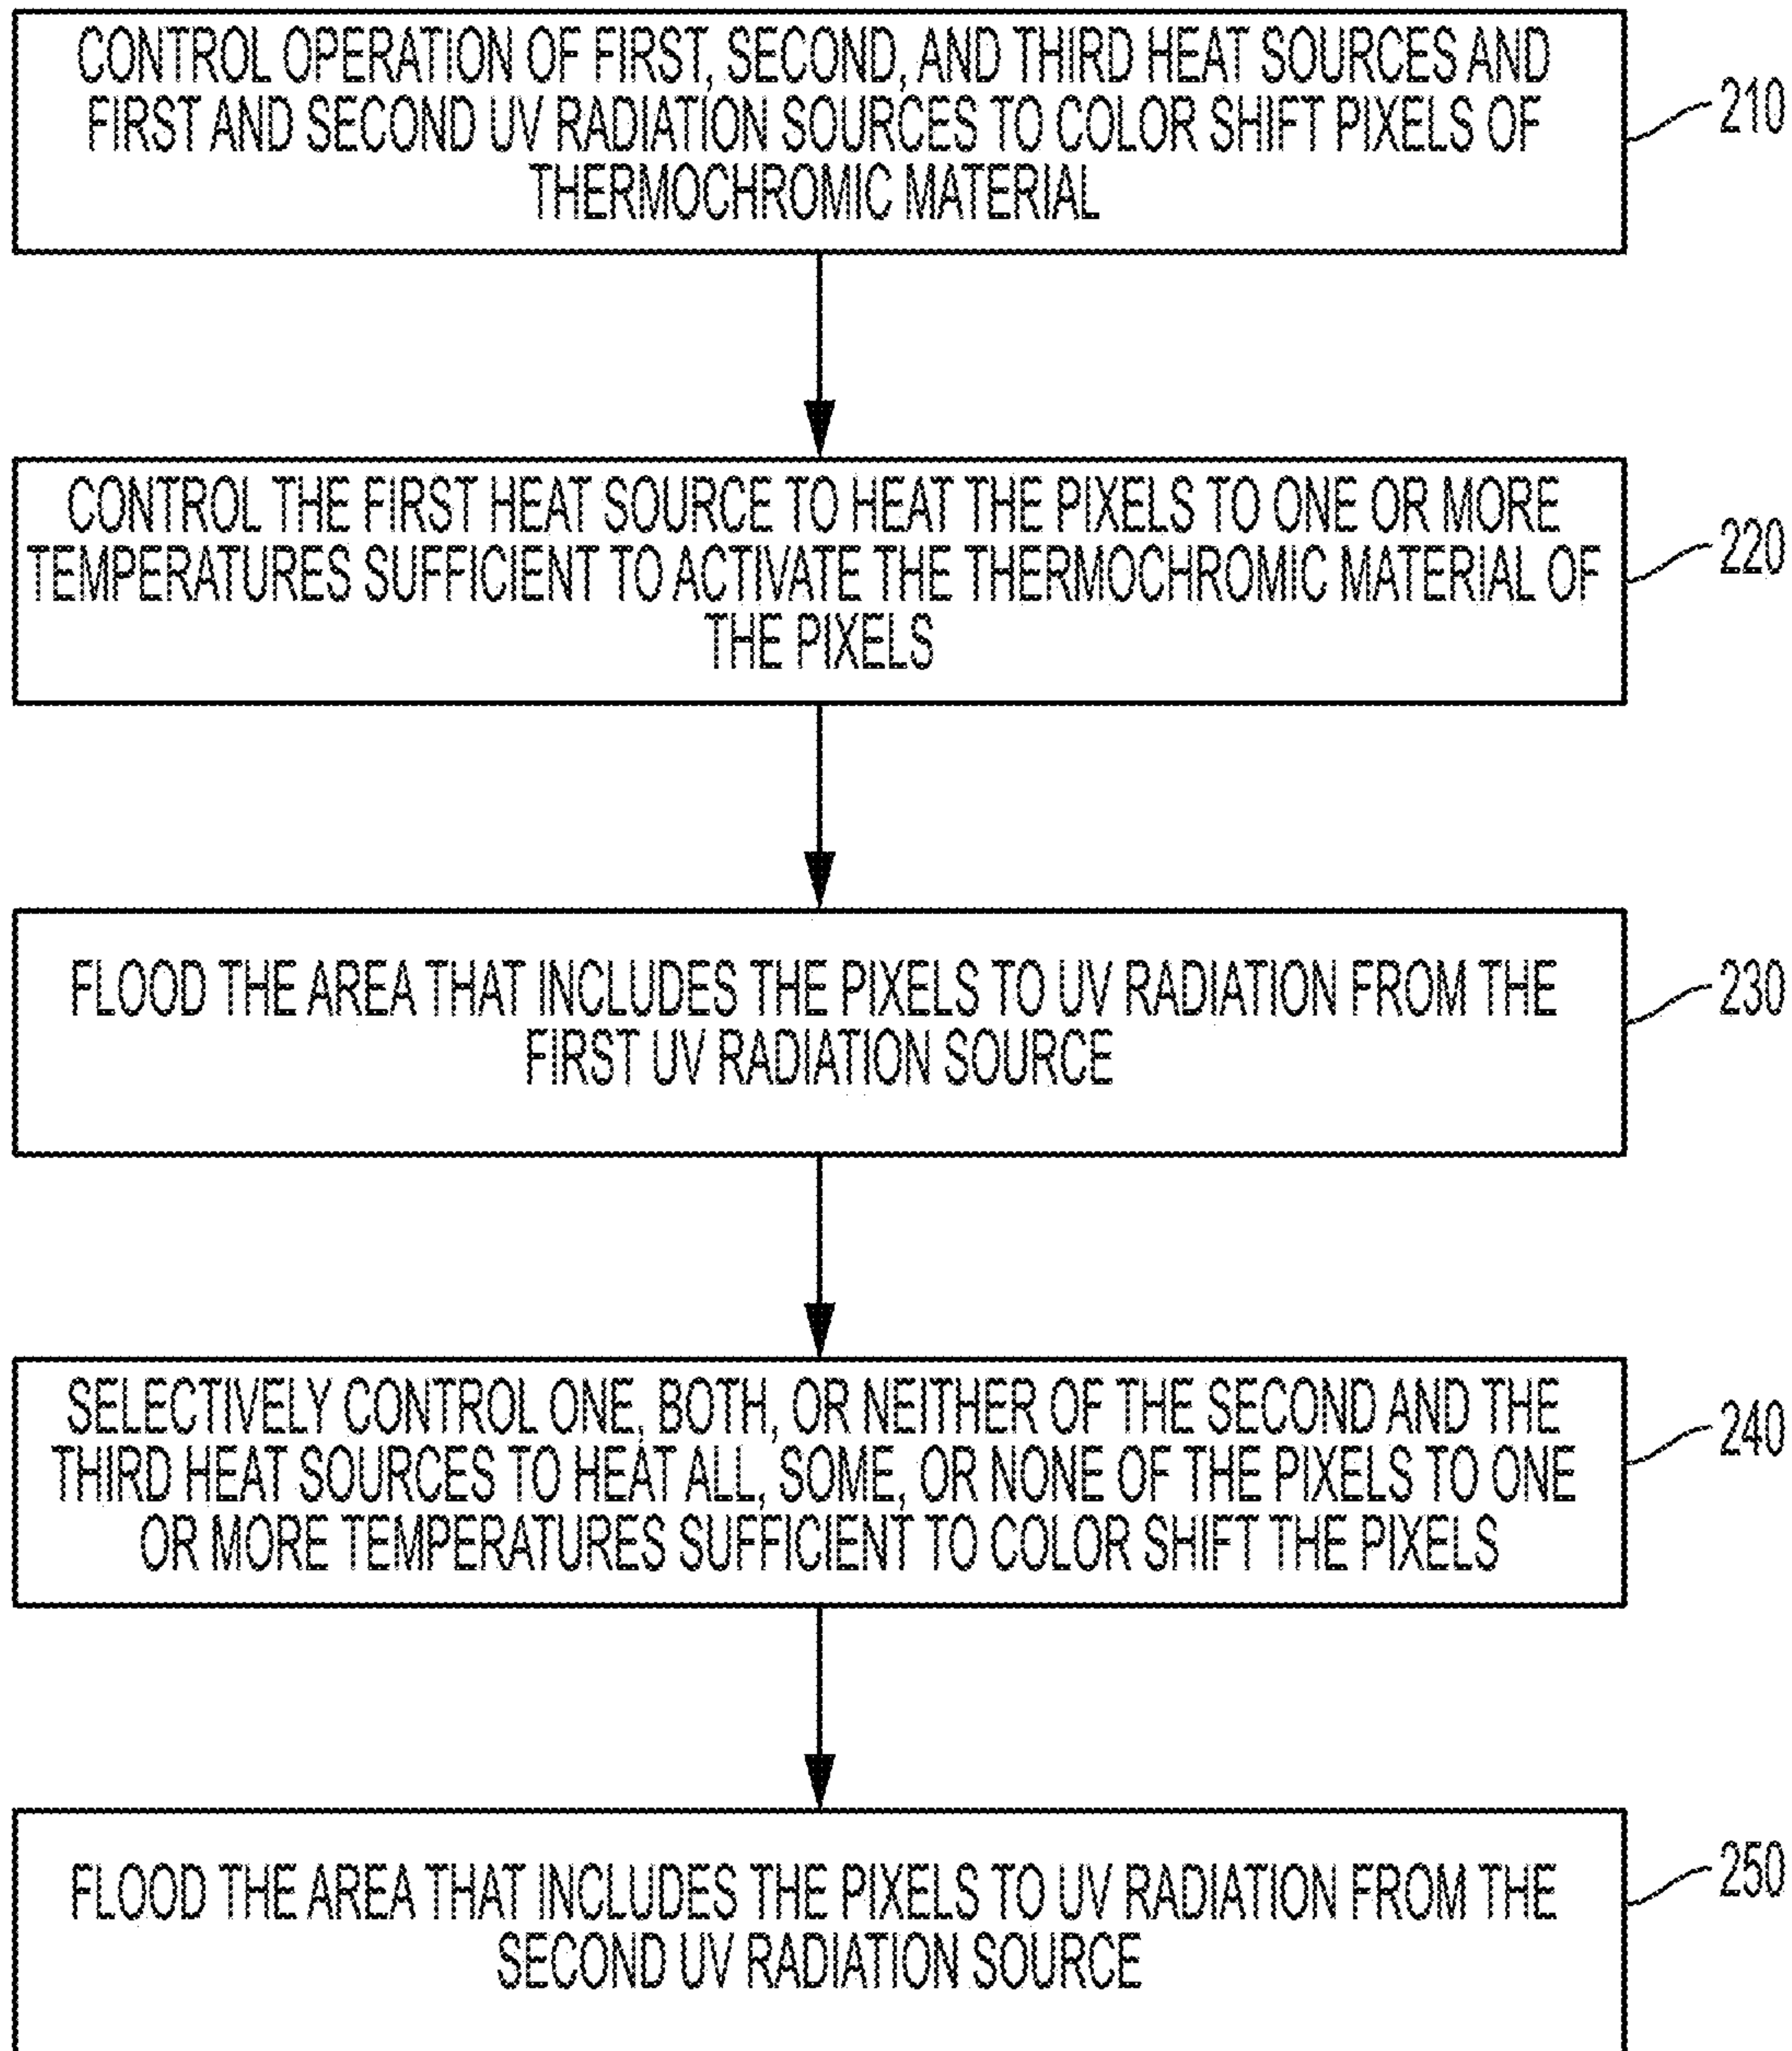 CONTROL OPERATION OF FIRST, SECOND, AND THIRD HEAT SOURCES AND
FIRST AND SECOND UV RADIATION SOURCES TO COLOR SHIFT PIXELS OF
THERMOCHROMIC MATERIAL
210
CONTROL THE FIRST HEAT SOURCE TO HEAT THE PIXELS TO ONE OR MORE
TEMPERATURES SUFFICIENT TO ACTIVATE THE THERMOCHROMIC MATERIAL OF
THE PIXELS
220
FLOOD THE AREA THAT INCLUDES THE PIXELS TO UV RADIATION FROM THE
FIRST UV RADIATION SOURCE
230
SELECTIVELY CONTROL ONE, BOTH, OR NEITHER OF THE SECOND AND THE
THIRD HEAT SOURCES TO HEAT ALL, SOME, OR NONE OF THE PIXELS TO ONE
OR MORE TEMPERATURES SUFFICIENT TO COLOR SHIFT THE PIXELS
240
FLOOD THE AREA THAT INCLUDES THE PIXELS TO UV RADIATION FROM THE
SECOND UV RADIATION SOURCE
250